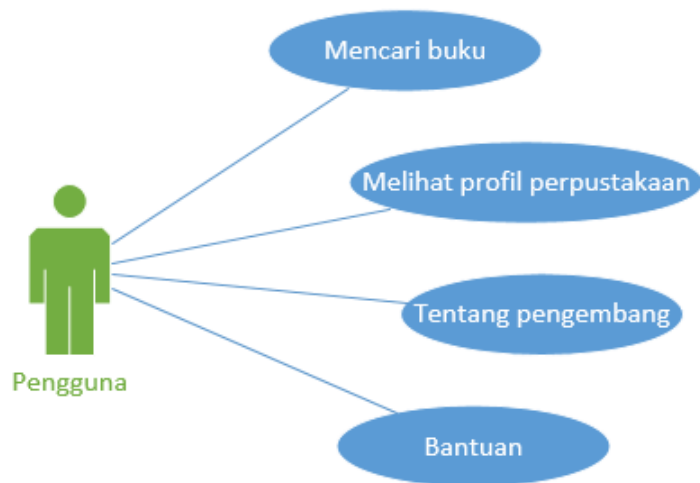 Mencari buku
Melihat profil perpustakaan
Tentang pengembang
Pengguna
Bantuan